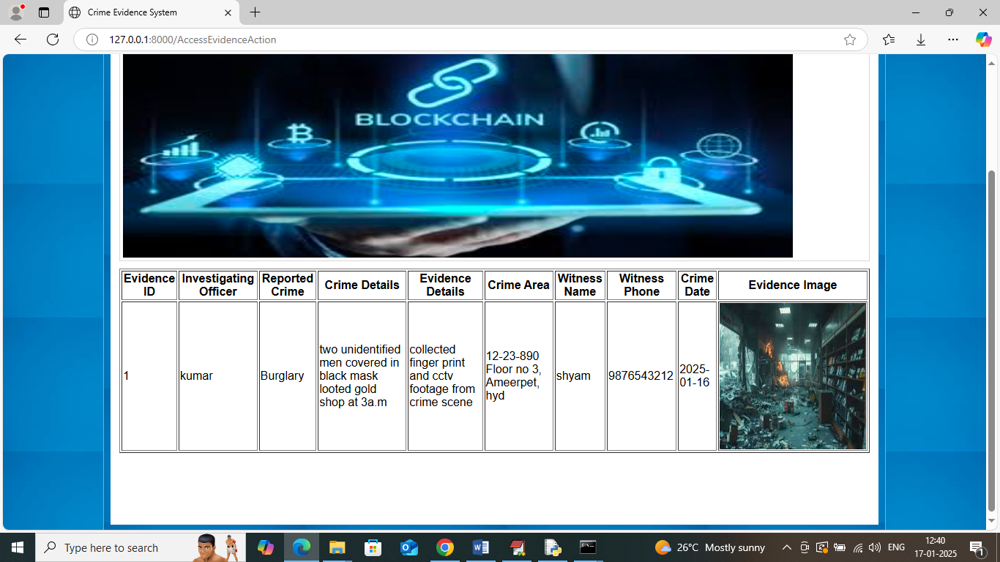 Crime Evidence System
127.0.0.1:8000/AccessEvidenceAction
BLOCKCHAIN
Evidence
ID
Investigating
Officer
Reported
Crime
Crime Details
Evidence
Details
Crime Area
Witness
Name
Witness
Phone
Crime
Date
Evidence Image
1
kumar
Burglary
two unidentified
men covered in
black mask
looted gold
shop at 3a.m
collected
finger print
and cctv
footage from
crime scene
12-23-890
Floor no 3,
Ameerpet,
hyd
shyam
9876543212
2025-
01-16
Type here to search
26°C Mostly sunny
ENG
12:40
17-01-2025
1